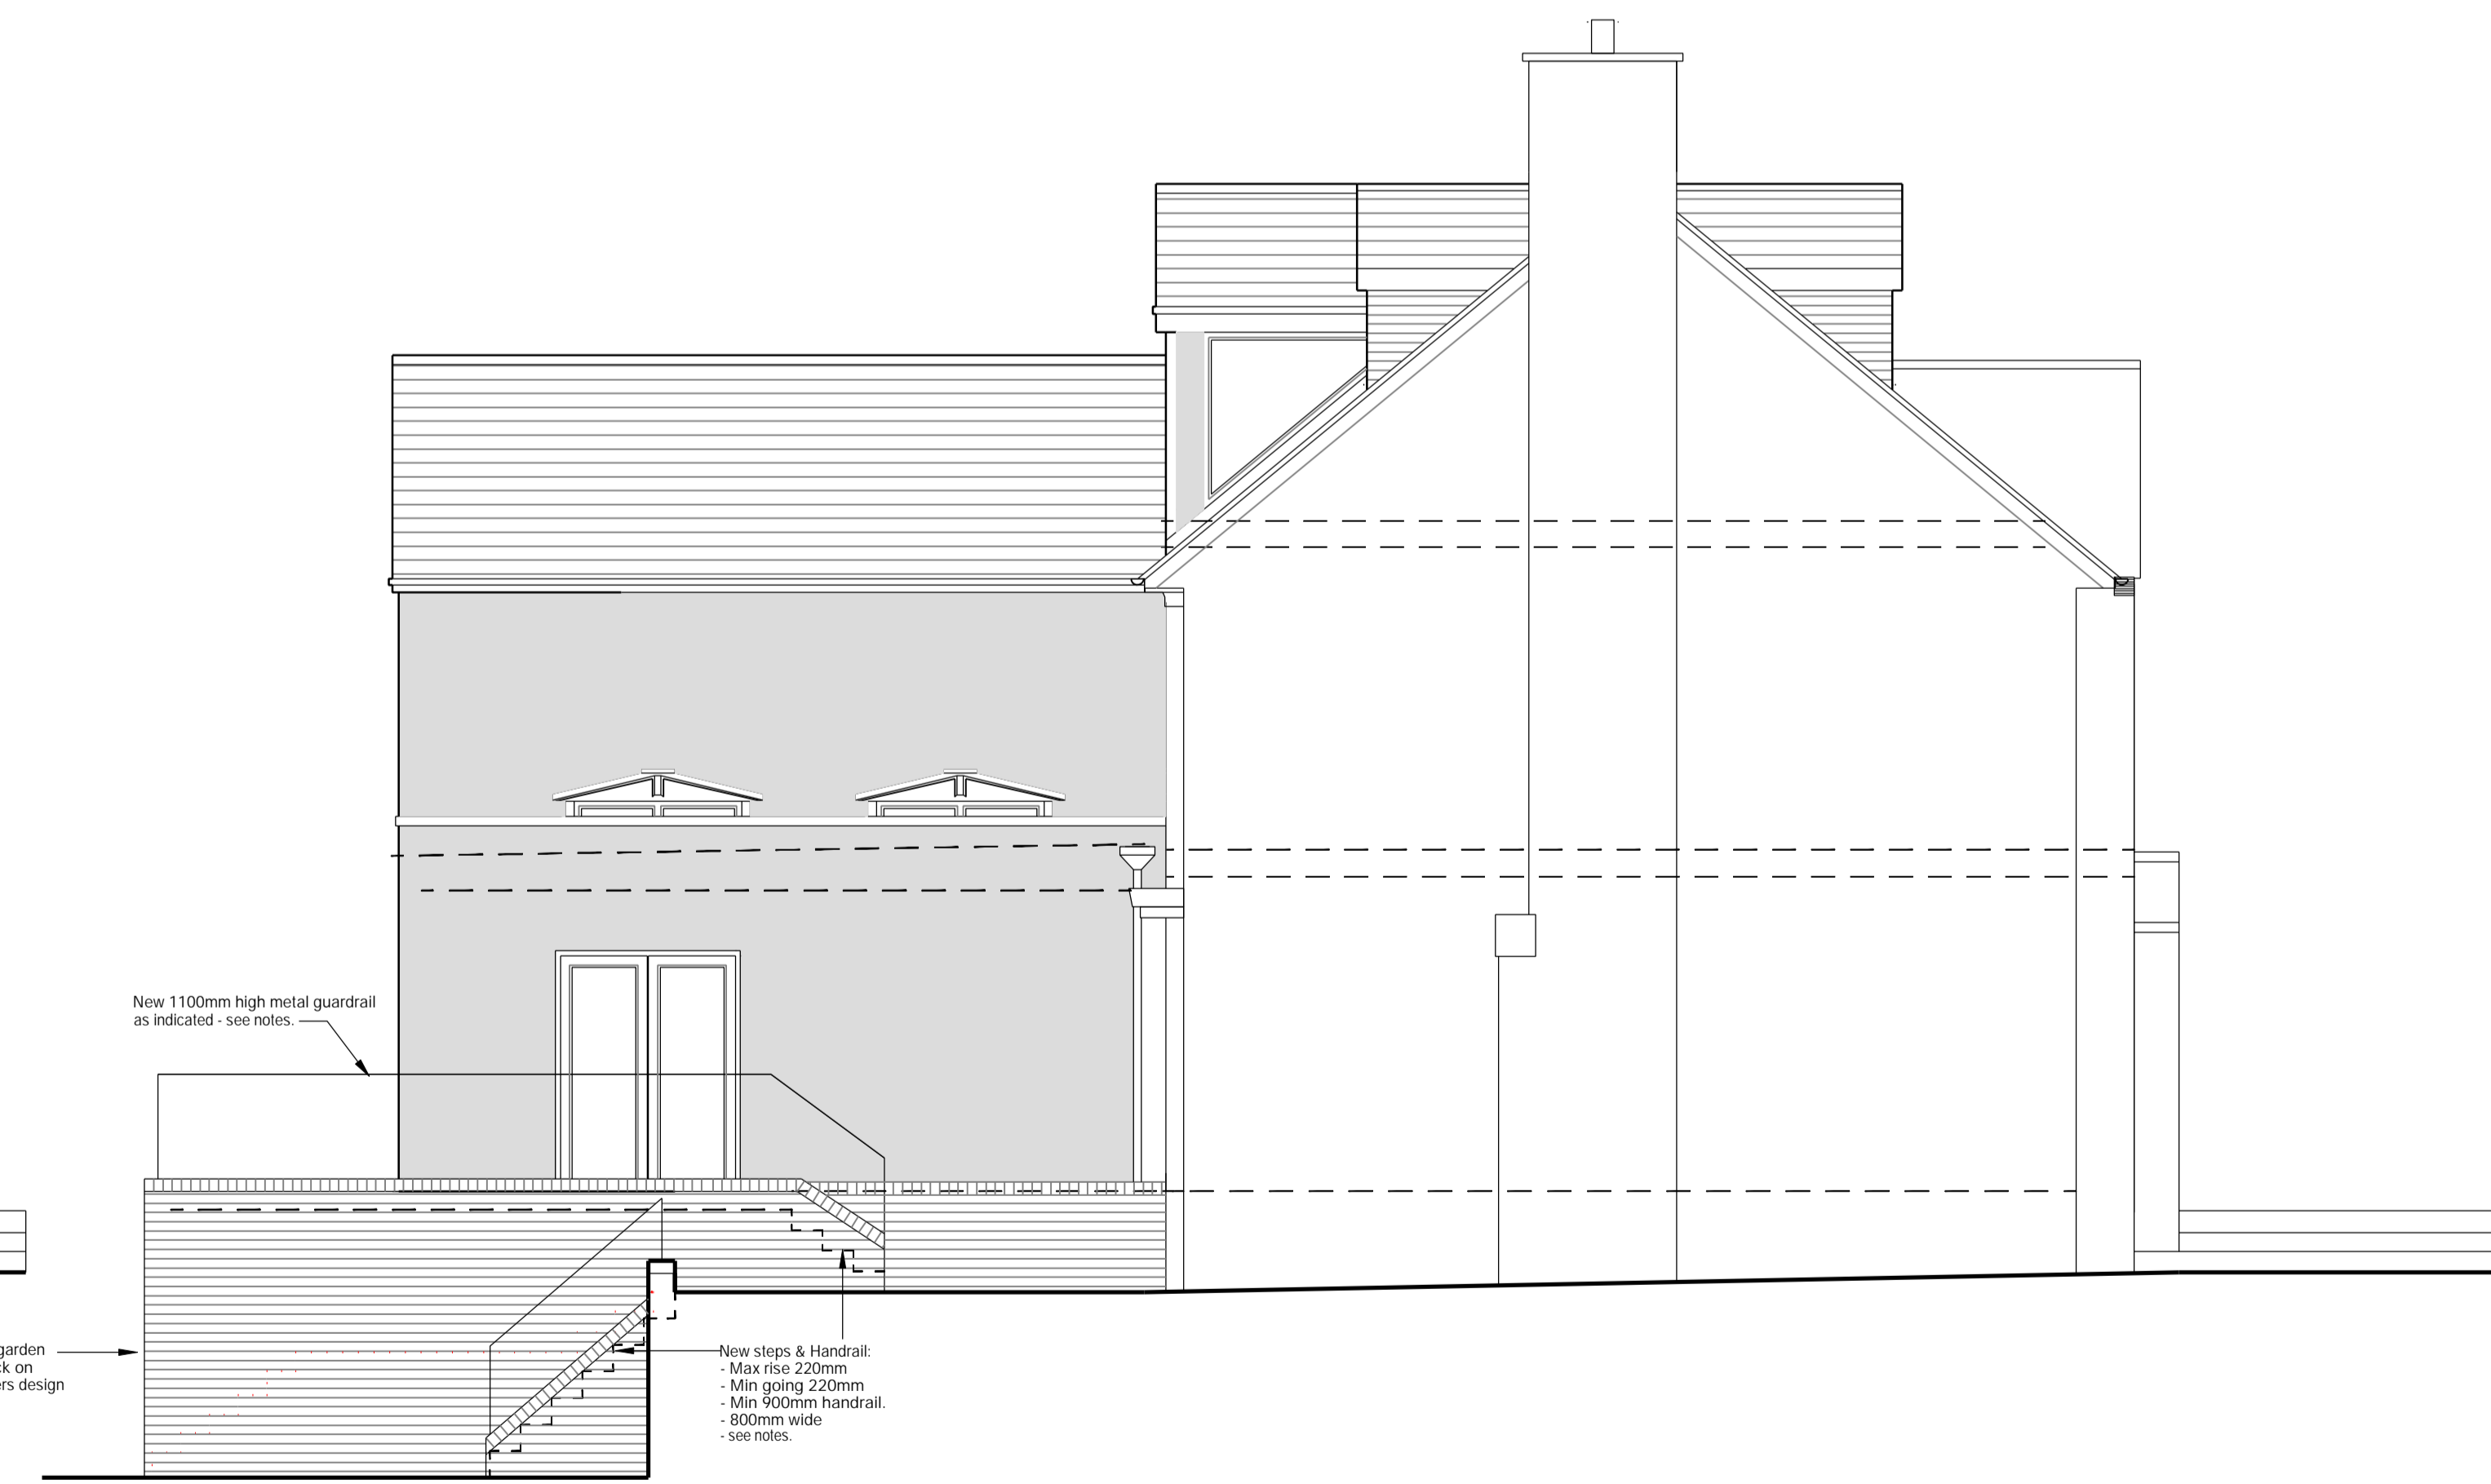 New 1100mm high metal guardrail
as indicated - see notes.
garden
on
design
New steps & Handrail:
- Max rise 220mm
- Min going 220mm
- Min 900mm handrail.
- 800mm wide
- see notes.